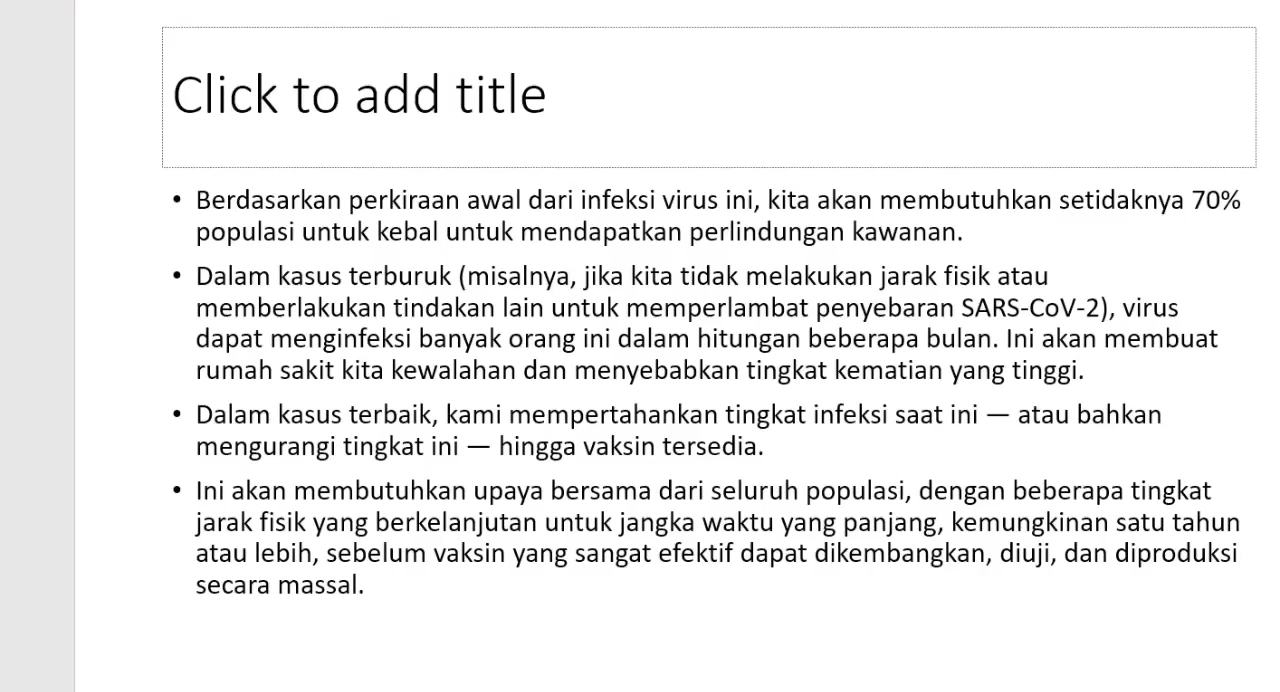 Click to add title
• Berdasarkan perkiraan awal dari infeksi virus ini, kita akan membutuhkan setidaknya 70%
populasi untuk kebal untuk mendapatkan perlindungan kawanan.
• Dalam kasus terburuk (misalnya, jika kita tidak melakukan jarak fisik atau
memberlakukan tindakan lain untuk memperlambat penyebaran SARS-CoV-2), virus
dapat menginfeksi banyak orang ini dalam hitungan beberapa bulan. Ini akan membuat
rumah sakit kita kewalahan dan menyebabkan tingkat kematian yang tinggi.
• Dalam kasus terbaik, kami mempertahankan tingkat infeksi saat ini — atau bahkan
mengurangi tingkat ini — hingga vaksin tersedia.
• Ini akan membutuhkan upaya bersama dari seluruh populasi, dengan beberapa tingkat
jarak fisik yang berkelanjutan untuk jangka waktu yang panjang, kemungkinan satu tahun
atau lebih, sebelum vaksin yang sangat efektif dapat dikembangkan, diuji, dan diproduksi
secara massal.